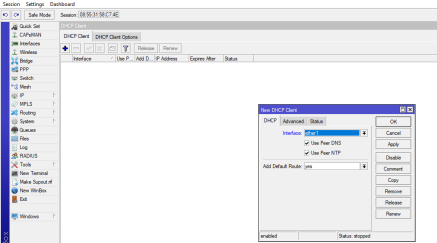 Session Settings Dashboard
Safe Mode Session: 08:55:31:58:C7:4E
Quick Set
CAPsMAN
Interfaces
Wireless
Bridge
PPP
Switch
Mesh
IP
MPLS
Routing
System
Queues
Files
Log
RADIUS
Tools
New Terminal
Make Supout.rif
New WinBox
Exit
Windows
DHCP Client
DHCP Client DHCP Client Options
Release Renew
Interface Use P... Add D... IP Address Expires After Status
New DHCP Client
DHCP Advanced Status
Interface: ether1
Use Peer DNS
Use Peer NTP
Add Default Route: yes
OK
Cancel
Apply
Disable
Comment
Copy
Remove
Release
Renew
enabled Status: stopped